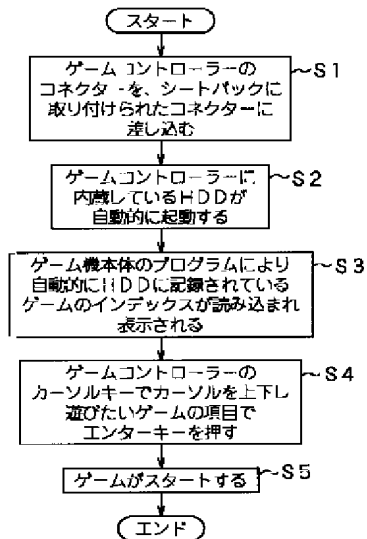 スタート
ゲームコントローラーの
コネクターを、シートバックに
取り付けられたコネクターに
差し込む
S1
ゲームコントローラーに
内蔵しているHDDが
自動的に起動する
S2
ゲーム機本体のプログラムにより
自動的にHDDに記録されている
ゲームのインデックスが読み込まれ
表示される
S3
ゲームコントローラーの
カーソルキーでカーソルを上下し
遊びたいゲームの項目で
エンターキーを押す
S4
ゲームがスタートする
S5
エンド